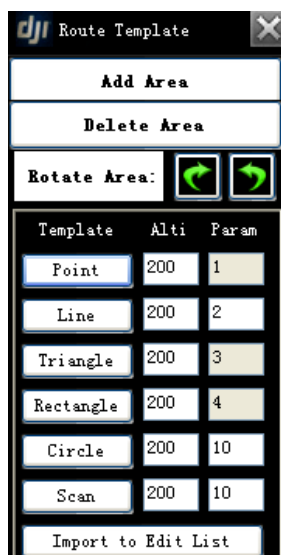 dji Route Template
Add Area
Delete Area
Rotate Area:
Template Alti Param
Point 200 1
Line 200 2
Triangle 200 3
Rectangle 200 4
Circle 200 10
Scan 200 10
Import to Edit List